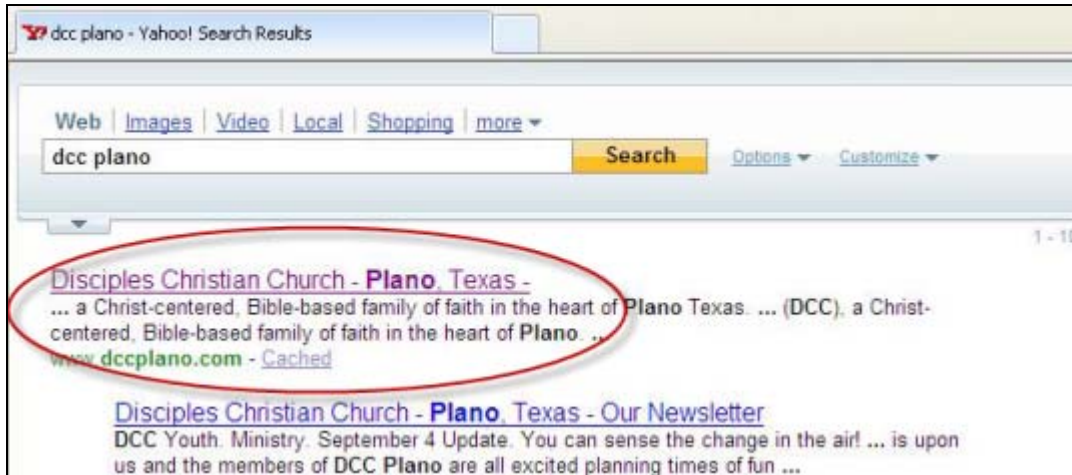 dcc plano - Yahoo! Search Results
Web | Images | Video | Local | Shopping | more
dcc plano Search Options Customize
1 - 10
Disciples Christian Church - Plano, Texas -
... a Christ-centered, Bible-based family of faith in the heart of Plano Texas. ... (DCC), a Christ-
centered, Bible-based family of faith in the heart of Plano. ...
www.dccplano.com - Cached
Disciples Christian Church - Plano, Texas - Our Newsletter
DCC Youth. Ministry. September 4 Update. You can sense the change in the air! ... is upon
us and the members of DCC Plano are all excited planning times of fun ...